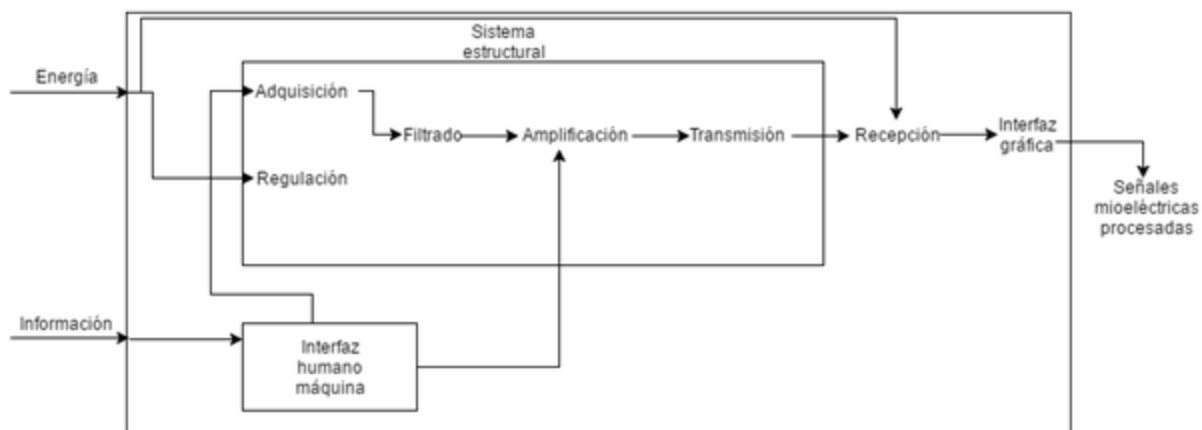 Sistema
estructural
Energía
Adquisición
Filtrado
Amplificación
Transmisión
Recepción
Interfaz
gráfica
Regulación
Señales
mioeléctricas
procesadas
Información
Interfaz
humano
máquina